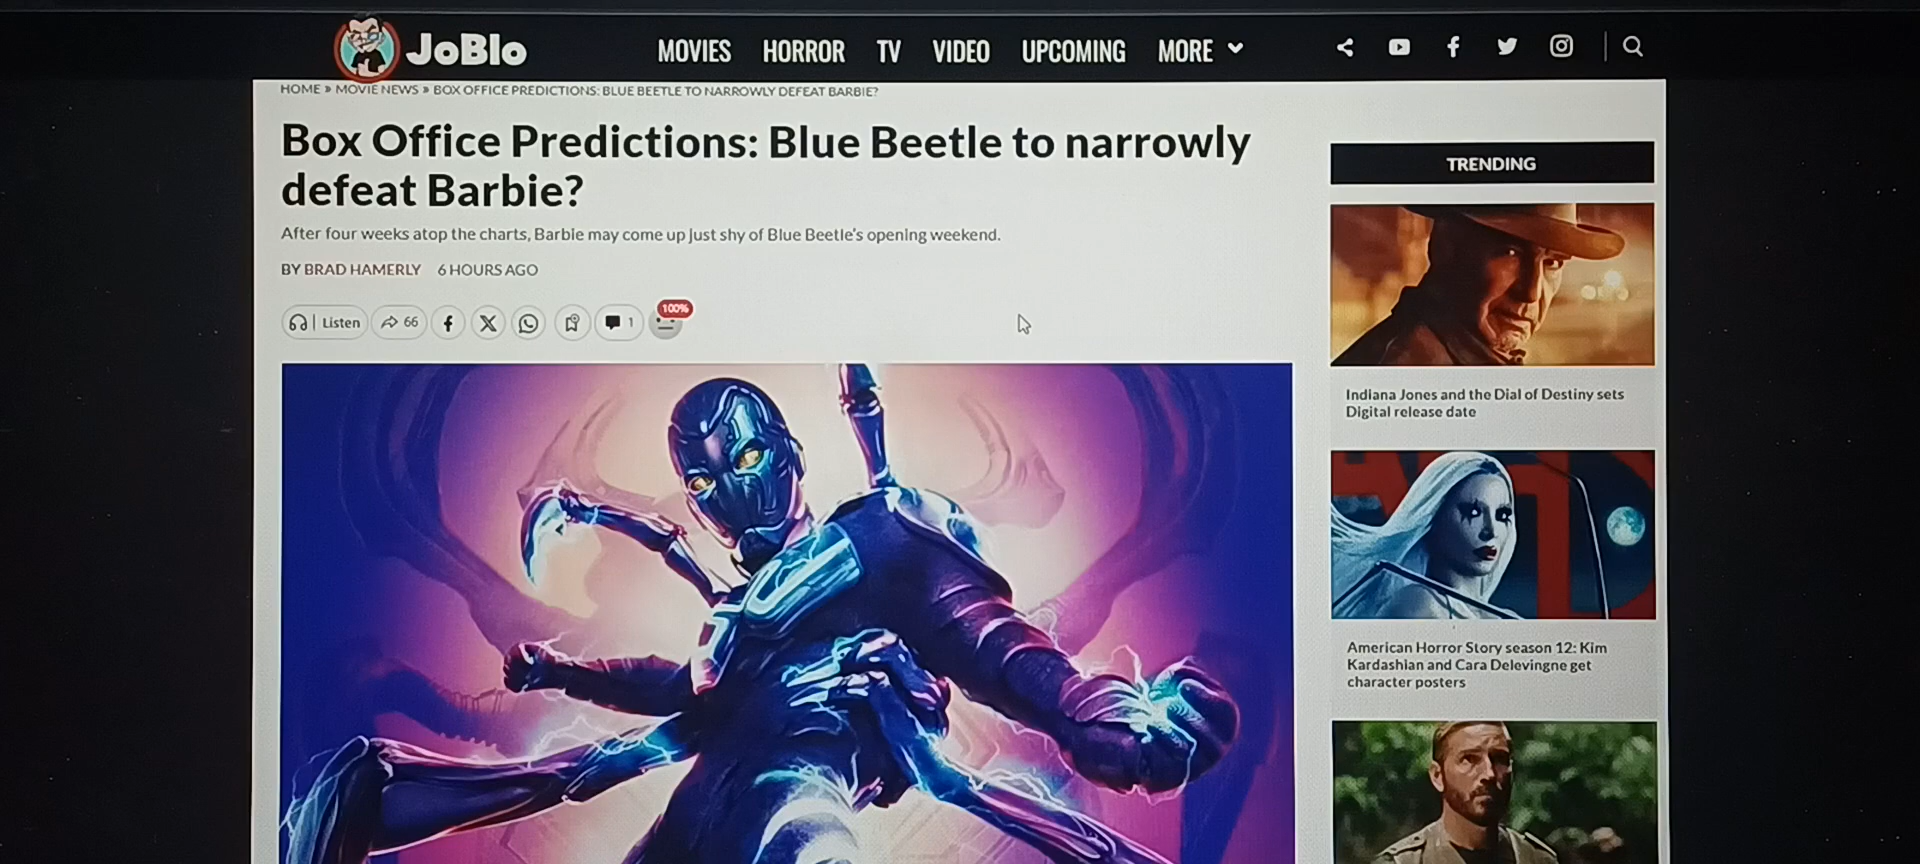 JoBlo
MOVIES HORROR TV VIDEO UPCOMING MORE
HOME » MOVIE NEWS » BOX OFFICE PREDICTIONS: BLUE BEETLE TO NARROWLY DEFEAT BARBIE?
Box Office Predictions: Blue Beetle to narrowly
defeat Barbie?
After four weeks atop the charts, Barbie may come up just shy of Blue Beetle's opening weekend.
BY BRAD HAMERLY 6 HOURS AGO
Listen 66 1 100%
TRENDING
Indiana Jones and the Dial of Destiny sets
Digital release date
American Horror Story season 12: Kim
Kardashian and Cara Delevingne get
character posters